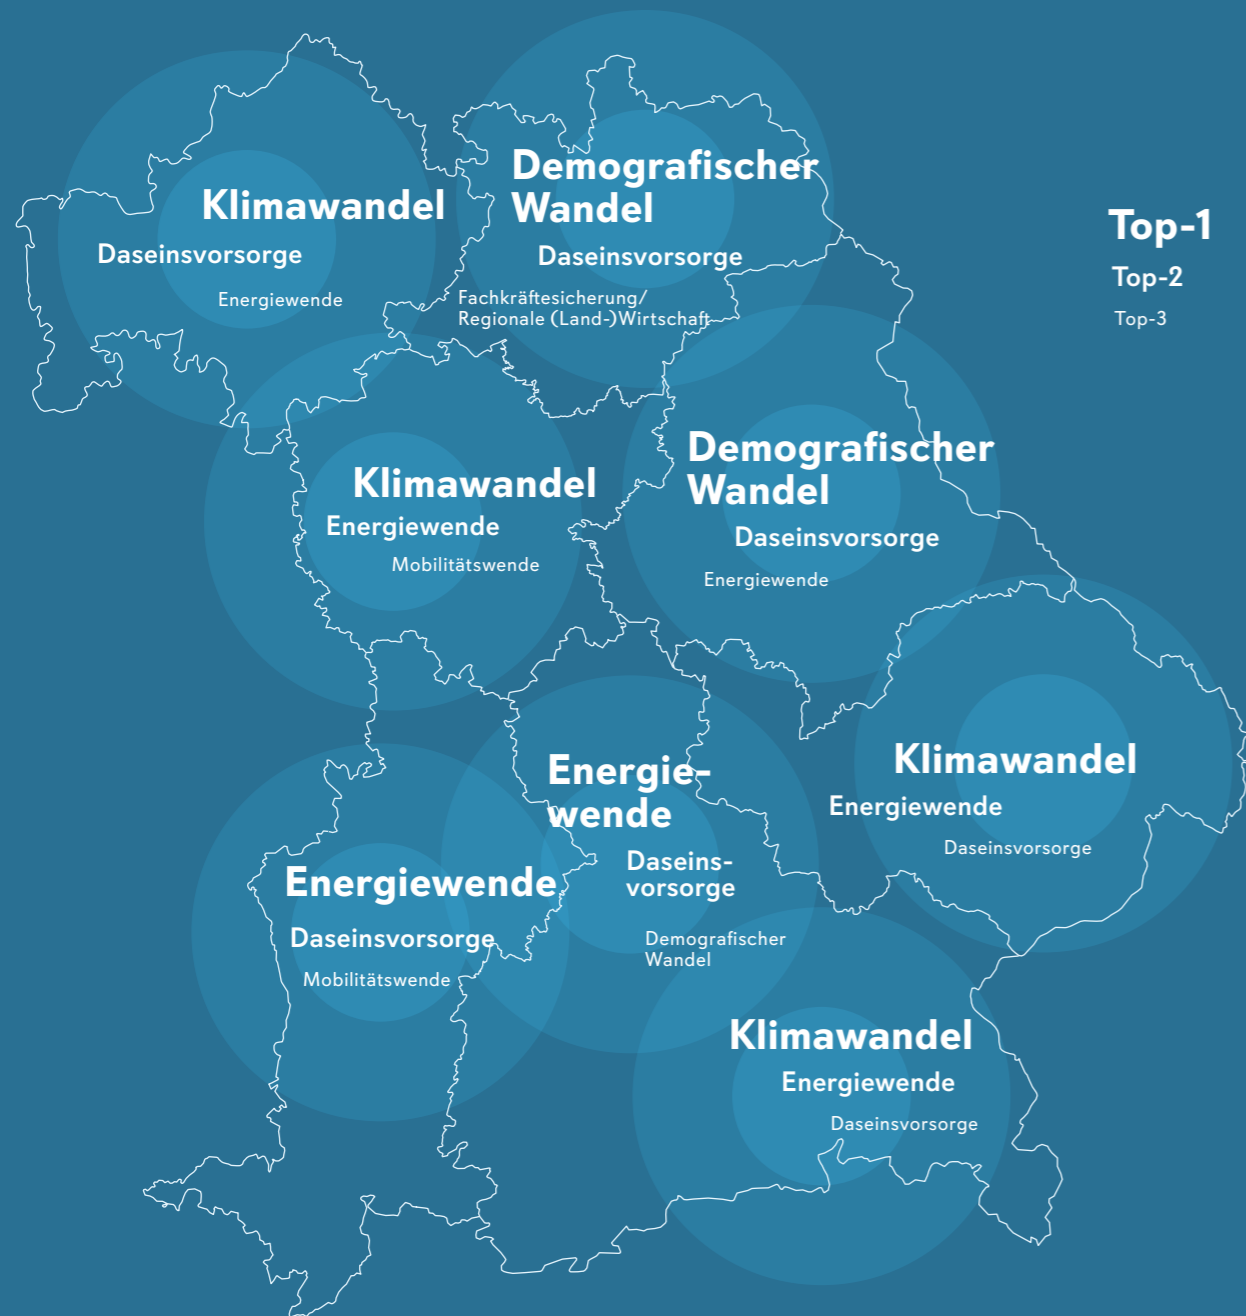 Klimawandel
Daseinsvorsorge
Energiewende
Demografischer
Wandel
Daseinsvorsorge
Fachkräftesicherung/
Regionale (Land-)Wirtschaft
Top-1
Top-2
Top-3
Klimawandel
Energiewende
Mobilitätswende
Demografischer
Wandel
Daseinsvorsorge
Energiewende
Klimawandel
Energiewende
Daseinsvorsorge
Energie-
wende
Daseins-
vorsorge
Demografischer
Wandel
Energiewende
Daseinsvorsorge
Mobilitätswende
Klimawandel
Energiewende
Daseinsvorsorge